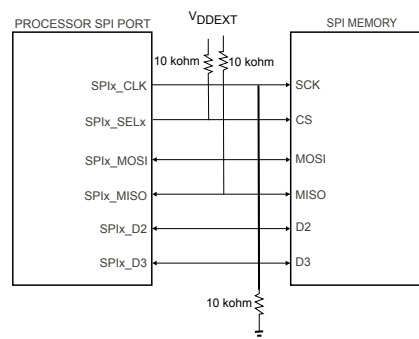 PROCESSOR SPI PORT
VDDEXT
SPI MEMORY
10 kohm
10 kohm
SPIx_CLK
SCK
SPIx_SELx
CS
SPIx_MOSI
MOSI
SPIx_MISO
MISO
SPIx_D2
D2
SPIx_D3
D3
10 kohm